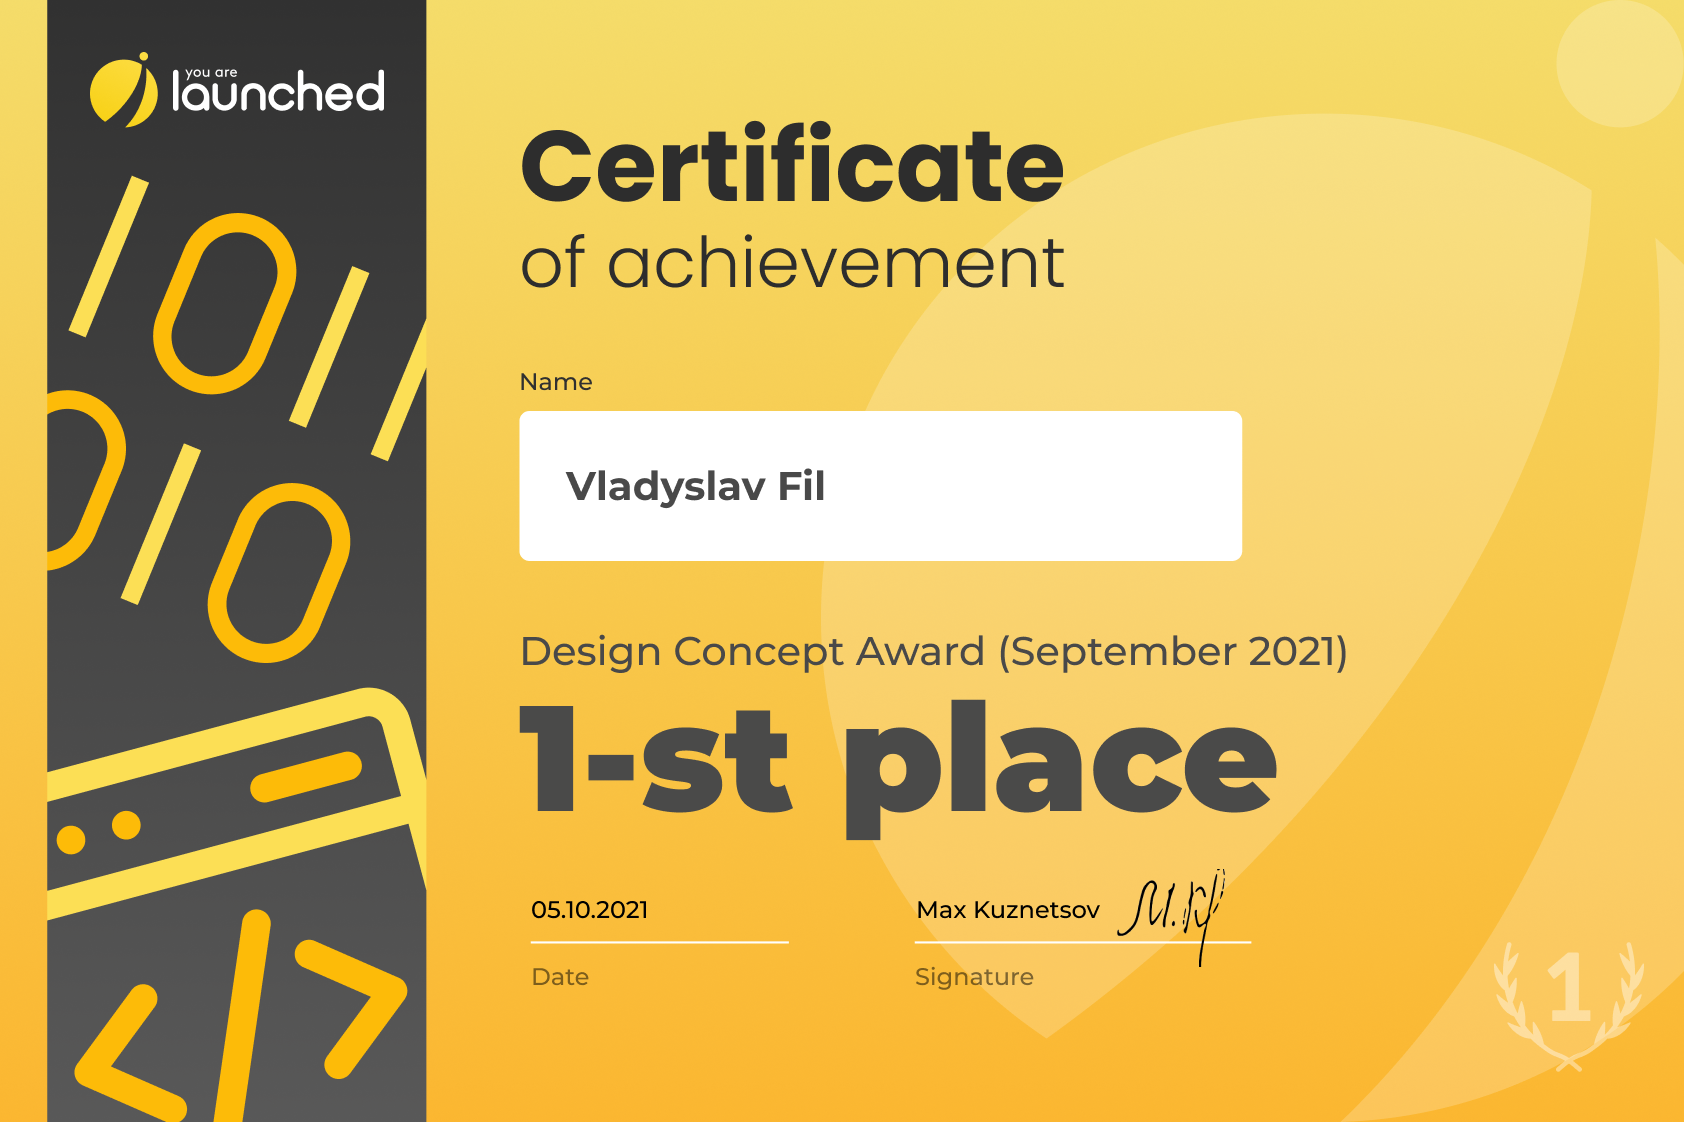 you are
launched
Certificate
of achievement
Name
Vladyslav Fil
Design Concept Award (September 2021)
1-st place
05.10.2021
Max Kuznetsov
Date
Signature
1